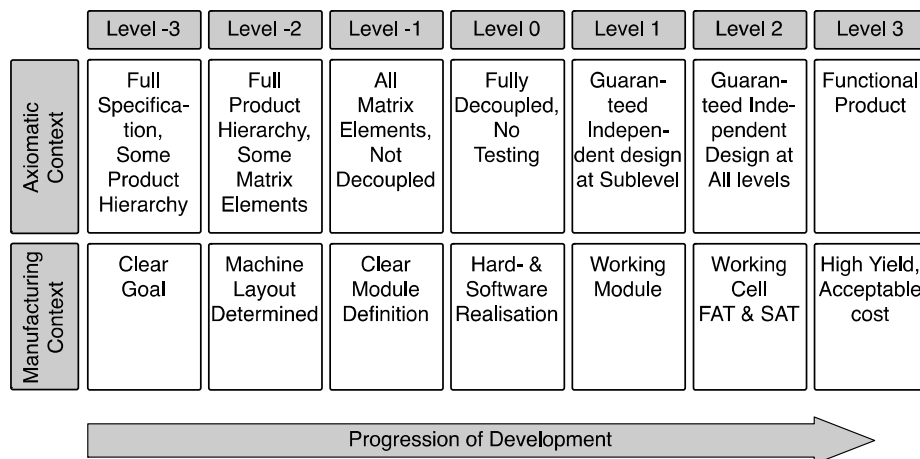 Level -3
Level -2
Level -1
Level 0
Level 1
Level 2
Level 3
Axiomatic
Context
Full
Specifica-
tion,
Some
Product
Hierarchy
Full
Product
Hierarchy,
Some
Matrix
Elements
All
Matrix
Elements,
Not
Decoupled
Fully
Decoupled,
No
Testing
Guaran-
teed
Indepen-
dent design
at Sublevel
Guaran-
teed Inde-
pendent
Design at
All levels
Functional
Product
Manufacturing
Context
Clear
Goal
Machine
Layout
Determined
Clear
Module
Definition
Hard- &
Software
Realisation
Working
Module
Working
Cell
FAT & SAT
High Yield,
Acceptable
cost
Progression of Development